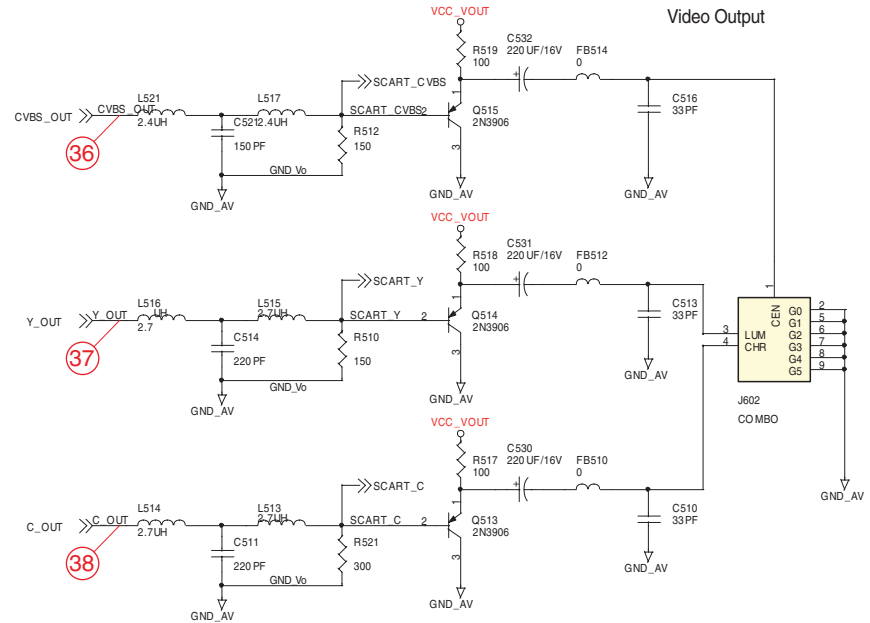 Video Output
VCC_VOUT
R519
100
C532
220 UF/16V
FB514
0
CVBS_OUT
CVBS_OUT
36
L521
2.4UH
L517
2.4UH
C521
150 PF
SCART_CVBS
SCART_CVBS
2
1
3
R512
150
GND_Vo
GND_AV
Q515
2N3906
GND_AV
C516
33PF
GND_AV
VCC_VOUT
R518
100
C531
220 UF/16V
FB512
0
Y_OUT
Y_OUT
37
L516
UH
2.7
L515
2.7UH
C514
220 PF
SCART_Y
SCART_Y
2
1
3
R510
150
GND_Vo
GND_AV
Q514
2N3906
GND_AV
C513
33PF
GND_AV
1
CEN
3
LUM
4
CHR
G0
2
G1
5
G2
6
G3
7
G4
8
G5
9
J602
COMBO
GND_AV
VCC_VOUT
R517
100
C530
220 UF/16V
FB510
0
C_OUT
C_OUT
38
L514
2.7UH
L513
2.7UH
C511
220 PF
SCART_C
SCART_C
2
1
3
R521
300
GND_Vo
GND_AV
Q513
2N3906
GND_AV
C510
33PF
GND_AV